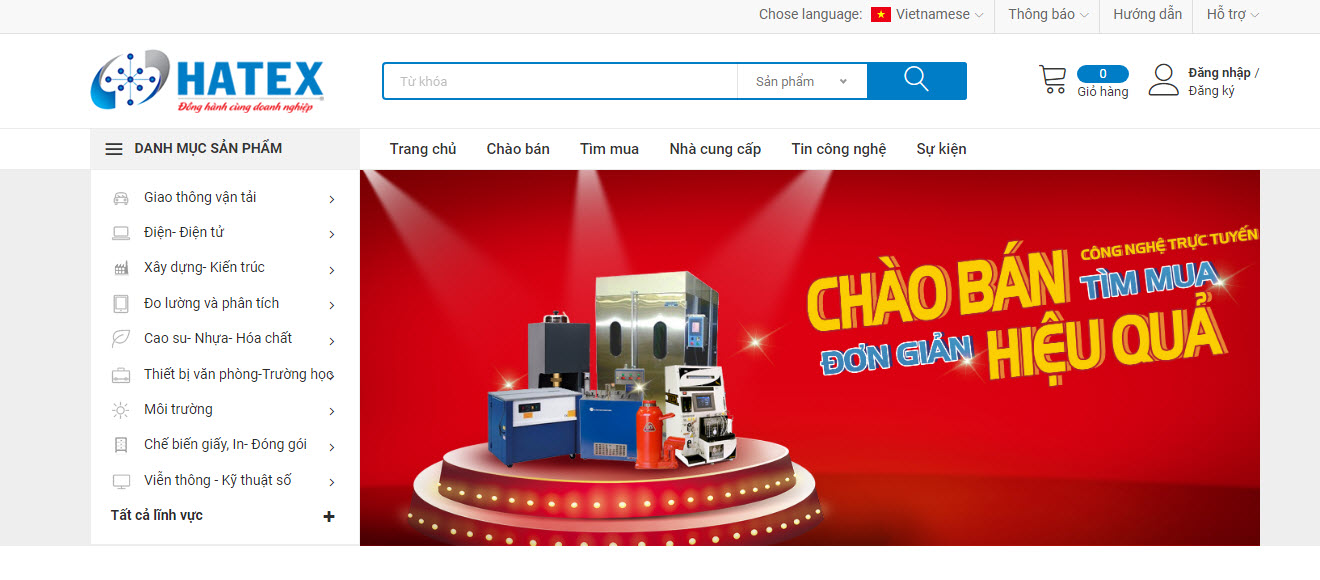 Chose language: Vietnamese
Thông báo
Hướng dẫn
Hỗ trợ
HATEX
Đồng hành cùng doanh nghiệp
Từ khóa
Sản phẩm
0
Giỏ hàng
Đăng nhập /
Đăng ký
DANH MỤC SẢN PHẨM
Trang chủ
Chào bán
Tìm mua
Nhà cung cấp
Tin công nghệ
Sự kiện
Giao thông vận tải
Điện- Điện tử
Xây dựng- Kiến trúc
Đo lường và phân tích
Cao su- Nhựa- Hóa chất
Thiết bị văn phòng-Trường học
Môi trường
Chế biến giấy, In- Đóng gói
Viễn thông - Kỹ thuật số
Tất cả lĩnh vực
CHÀO BÁN
CÔNG NGHỆ TRỰC TUYẾN
TÌM MUA
ĐƠN GIẢN
HIỆU QUẢ